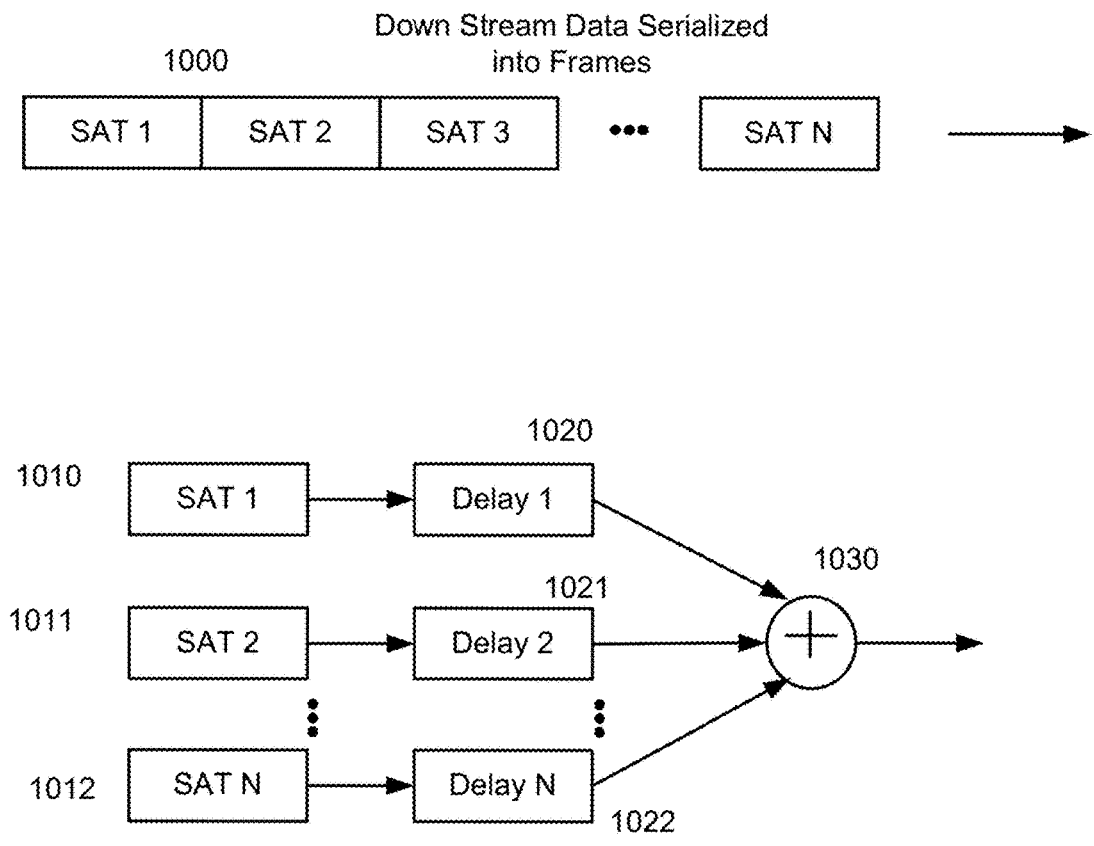 Down Stream Data Serialized
into Frames
1000
SAT 1 SAT 2 SAT 3 ••• SAT N
1020
1010
SAT 1 Delay 1
1030
1021
1011
SAT 2 Delay 2
+
SAT N Delay N
1012
1022